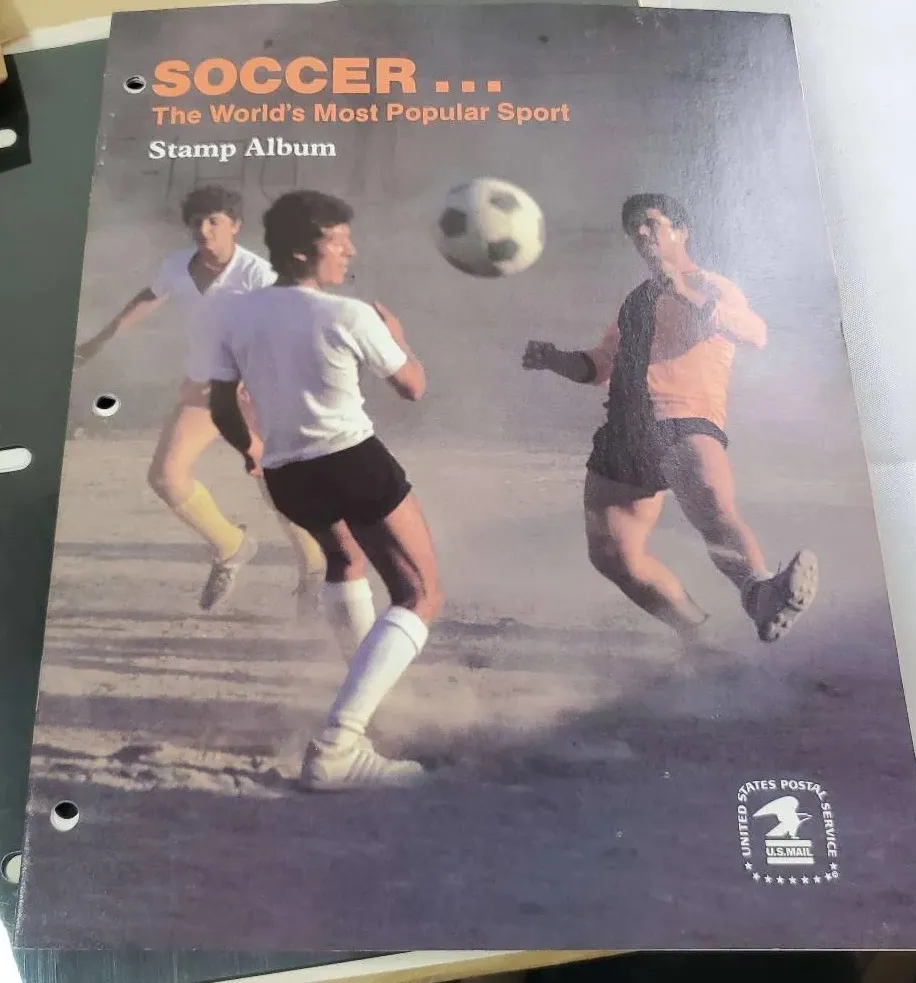 SOCCER ...
The World's Most Popular Sport
Stamp Album
UNITED STATES POSTAL SERVICE
U.S.MAIL
®